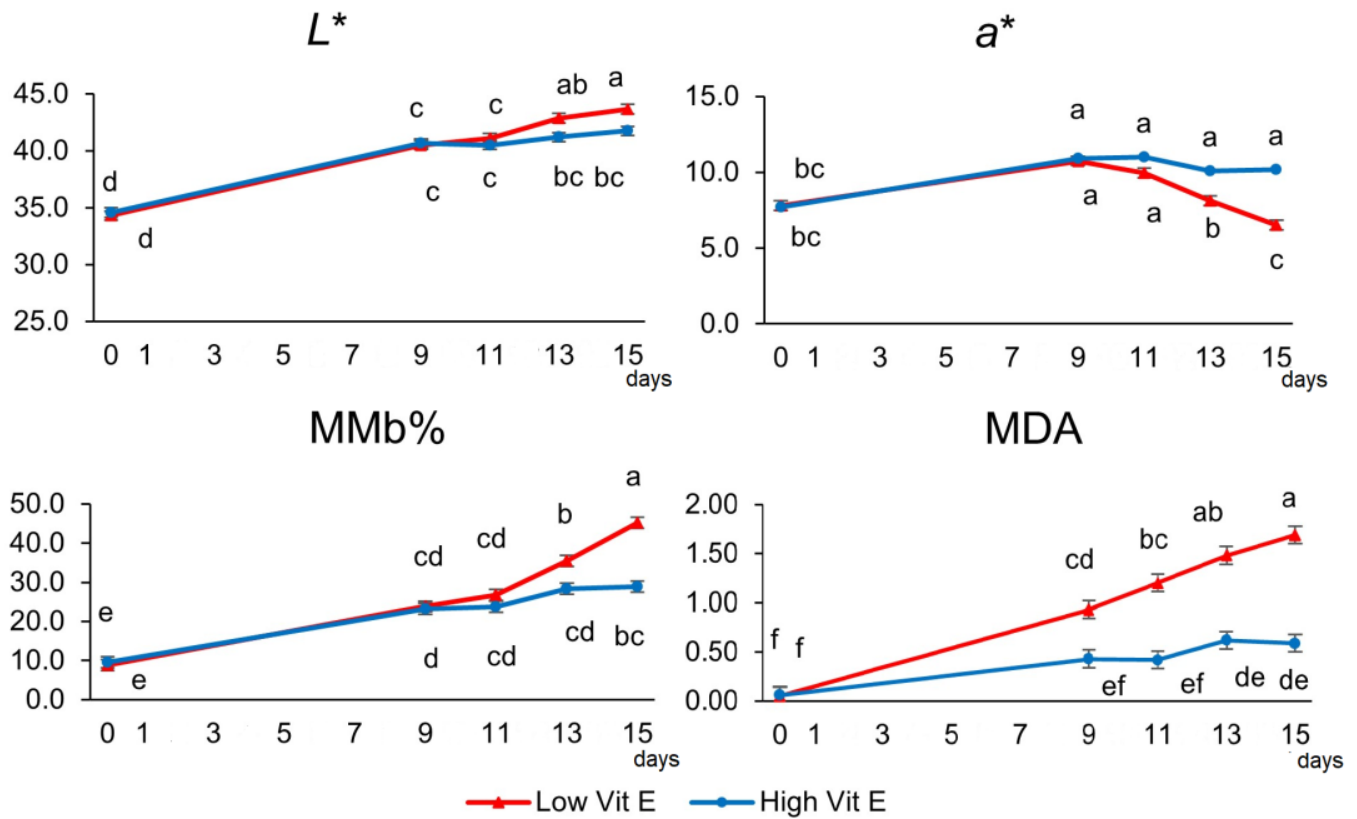 L*
45.0
40.0
35.0
30.0
25.0
d
d
c
c
c
c
ab
bc
a
bc
0 1 3 5 7 9 11 13 15
days
a*
15.0
10.0
5.0
0.0
bc
bc
a
a
a
a
a
b
a
c
0 1 3 5 7 9 11 13 15
days
MMb%
50.0
40.0
30.0
20.0
10.0
0.0
e
e
cd
d
cd
cd
b
cd
a
bc
0 1 3 5 7 9 11 13 15
days
MDA
2.00
1.50
1.00
0.50
0.00
f
f
cd
ef
bc
ef
ab
de
a
de
0 1 3 5 7 9 11 13 15
days
Low Vit E High Vit E